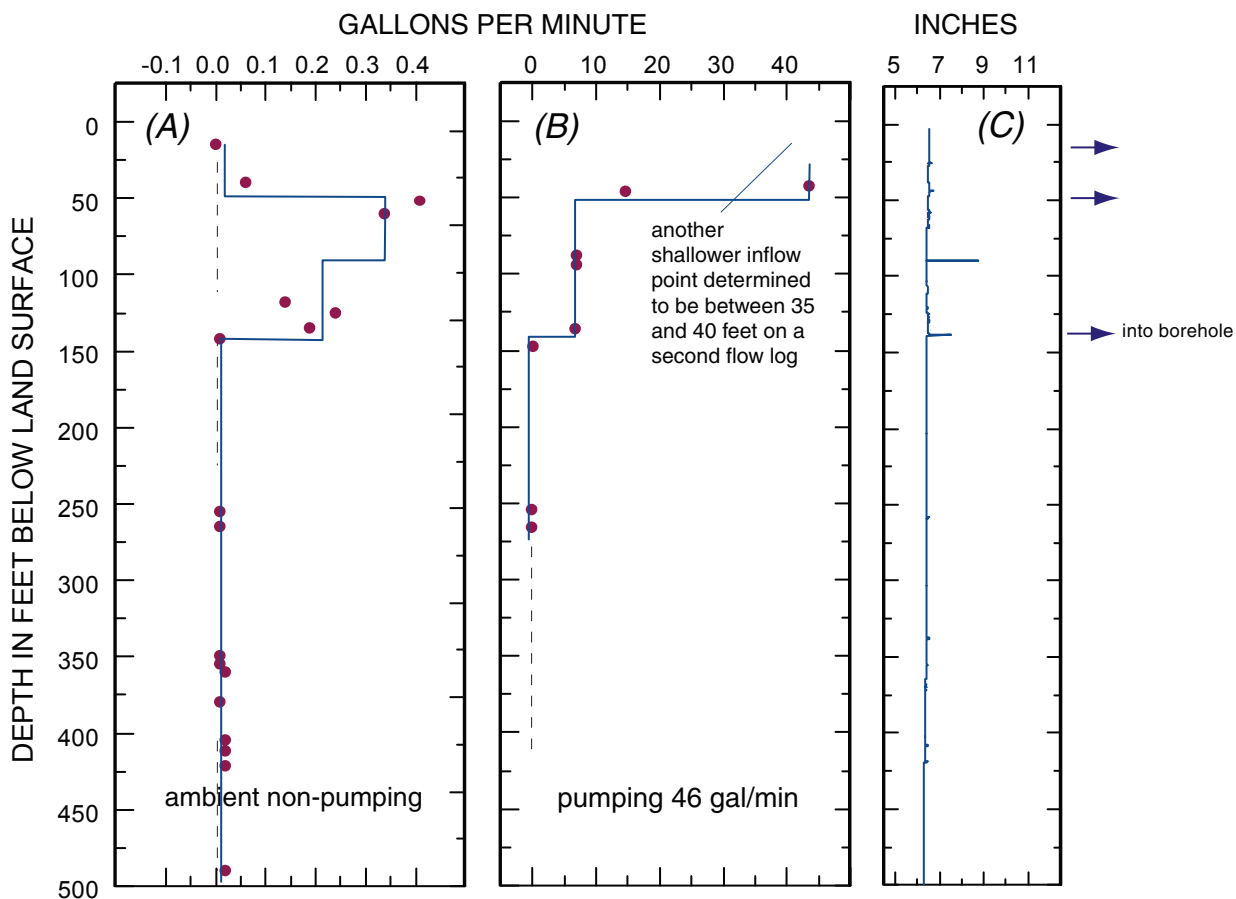 GALLONS PER MINUTE
INCHES
-0.1 0.0 0.1 0.2 0.3 0.4
0 10 20 30 40
5 7 9 11
DEPTH IN FEET BELOW LAND SURFACE
0
50
100
150
200
250
300
350
400
450
500
(A)
ambient non-pumping
(B)
another
shallower inflow
point determined
to be between 35
and 40 feet on a
second flow log
pumping 46 gal/min
(C)
into borehole